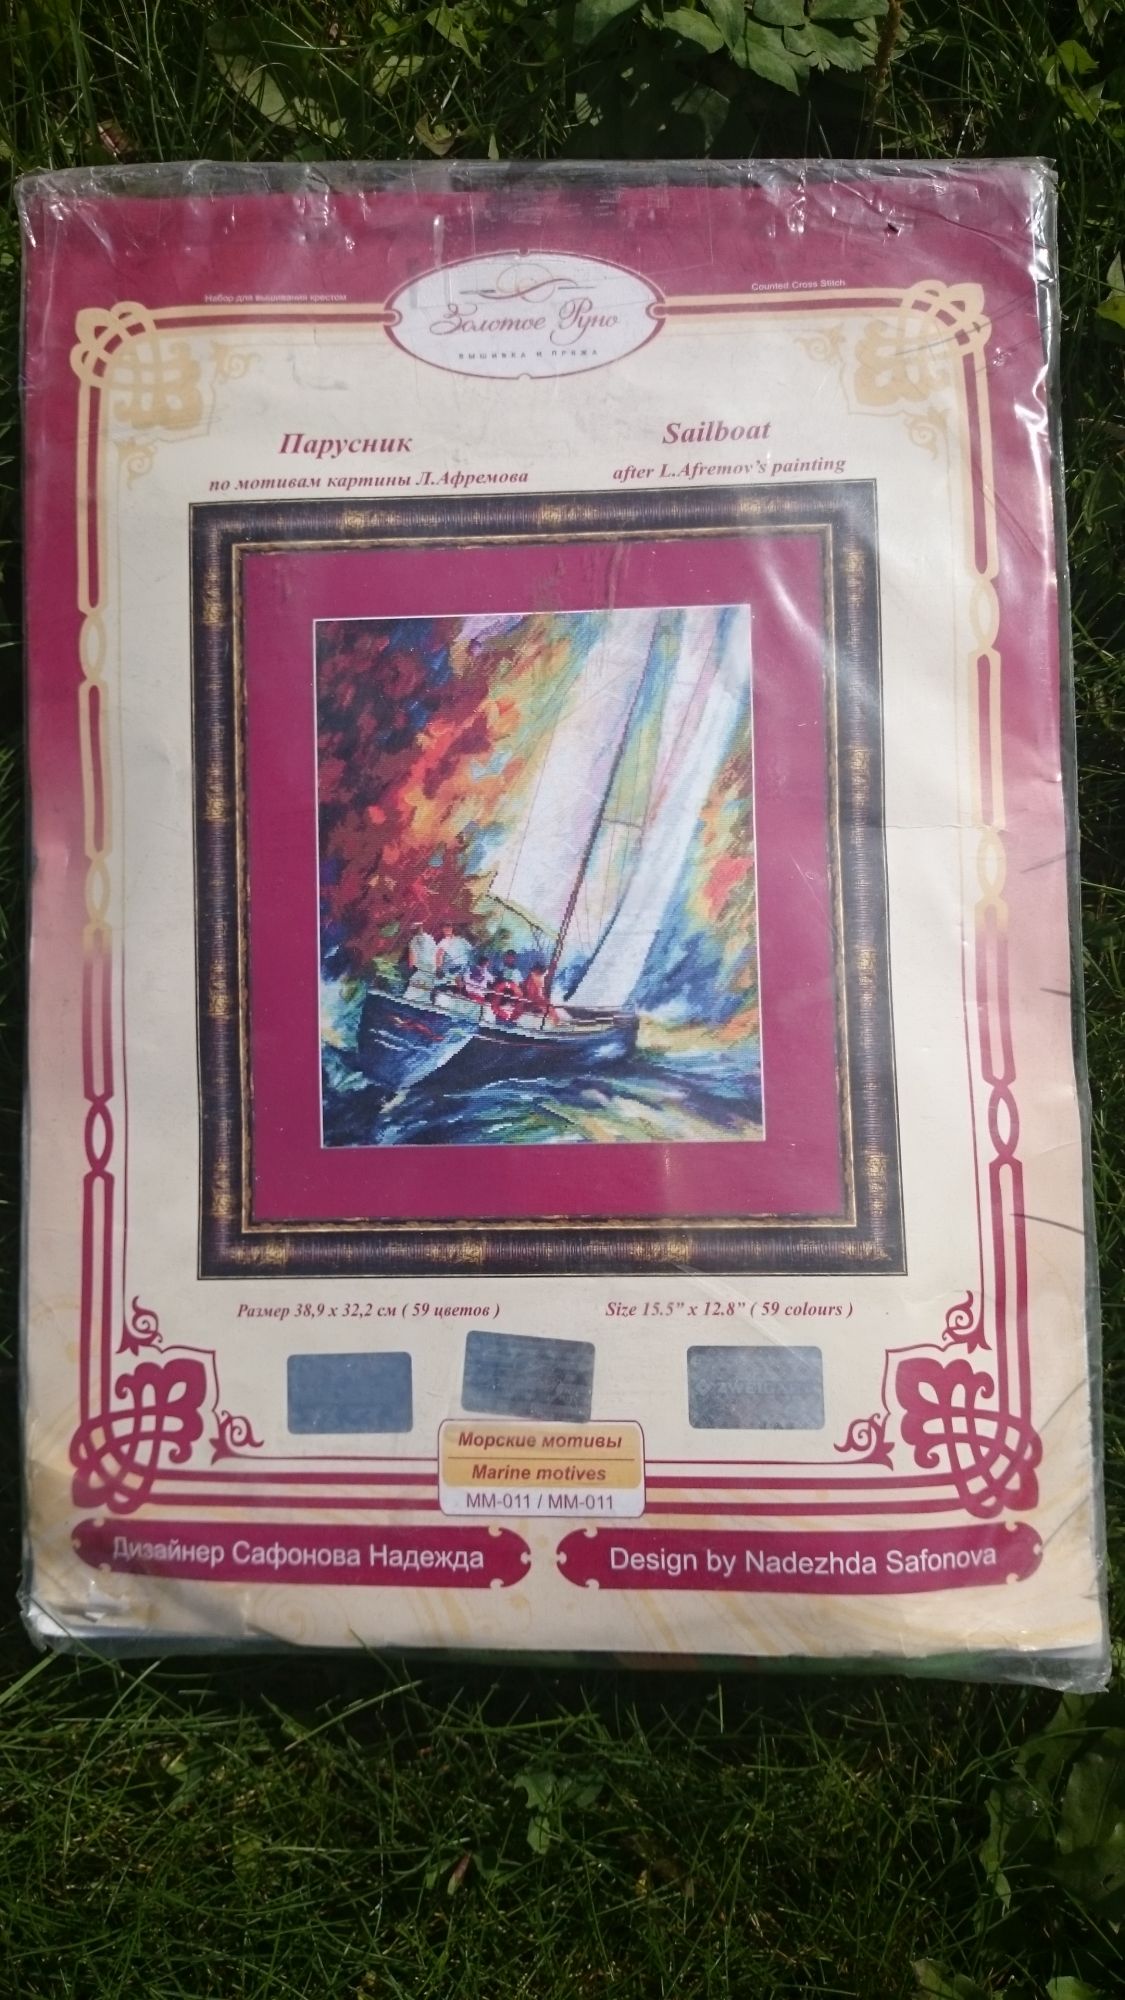 Набор для вышивания крестом
Counted Cross Stitch
Золотое Руно
ВЫШИВКА И ПРЯЖА
Парусник
по мотивам картины Л.Афремова
Sailboat
after L.Afremov's painting
Размер 38,9 х 32,2 см ( 59 цветов )
Size 15.5” x 12.8” ( 59 colours )
Морские мотивы
Marine motives
ММ-011 / MM-011
Дизайнер Сафонова Надежда
Design by Nadezhda Safonova